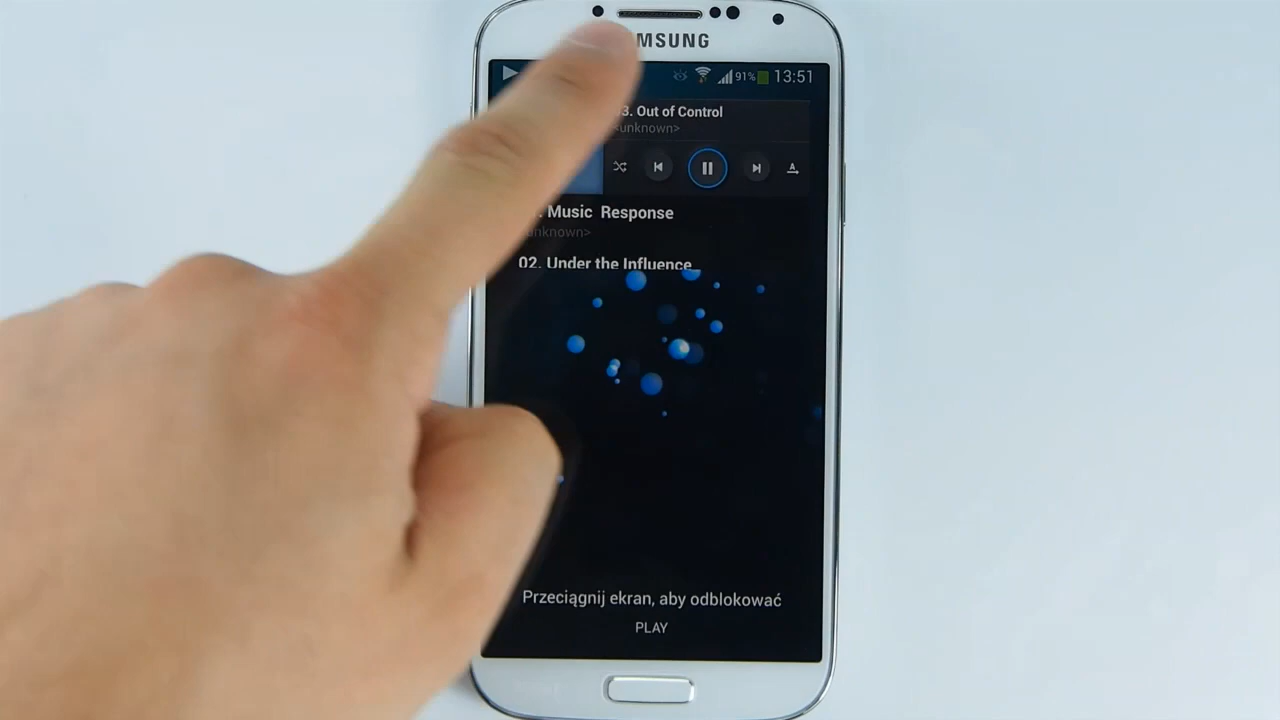 MSUNG
91% 13:51
3. Out of Control
<unknown>
A
. Music Response
unknown>
02. Under the Influence
Przeciągnij ekran, aby odblokować
PLAY